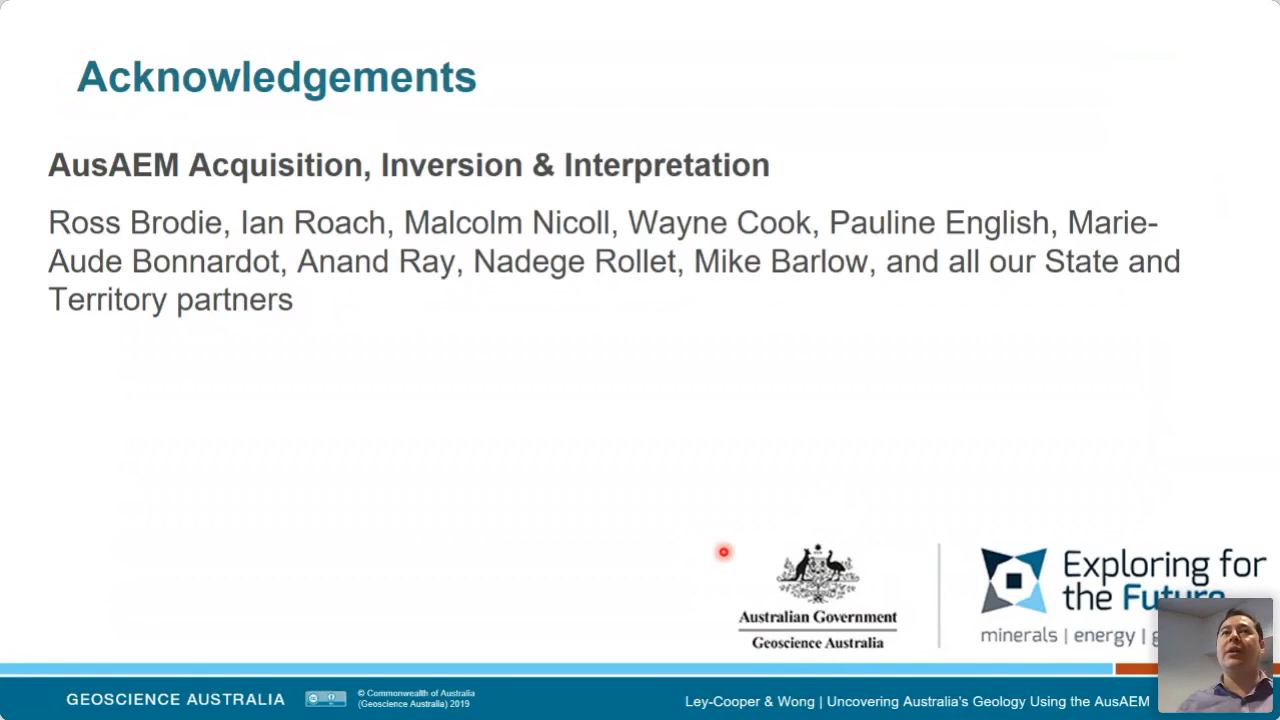 Acknowledgements
AusAEM Acquisition, Inversion & Interpretation
Ross Brodie, Ian Roach, Malcolm Nicoll, Wayne Cook, Pauline English, Marie-
Aude Bonnardot, Anand Ray, Nadege Rollet, Mike Barlow, and all our State and
Territory partners
Australian Government
Geoscience Australia
Exploring for
the Future
minerals | energy |
GEOSCIENCE AUSTRALIA
© Commonwealth of Australia
(Geoscience Australia) 2019
Ley-Cooper & Wong | Uncovering Australia's Geology Using the AusAEM